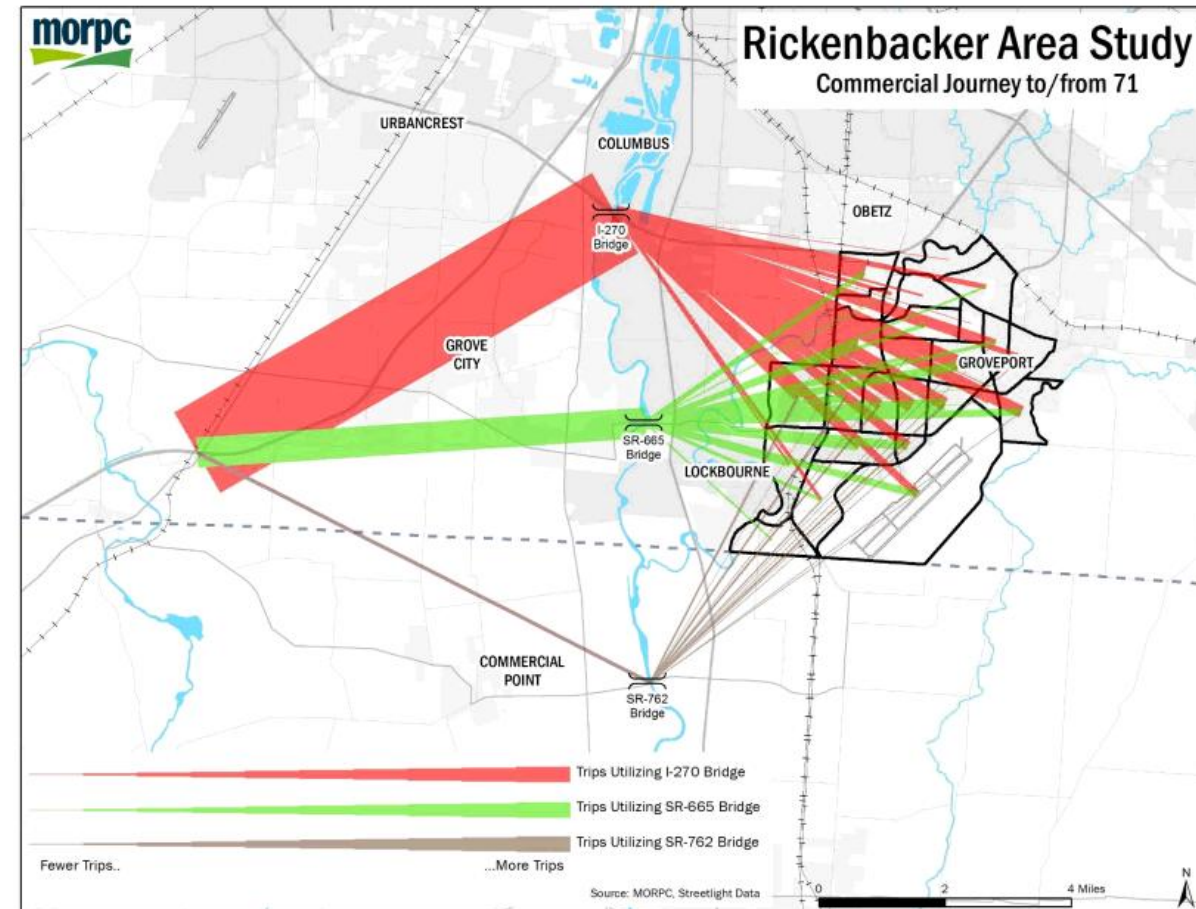 morpc
Rickenbacker Area Study
Commercial Journey to/from 71
URBANCREST
COLUMBUS
OBETZ
I-270
Bridge
GROVE
CITY
GROVEPORT
SR-665
Bridge
LOCKBOURNE
COMMERCIAL
POINT
SR-762
Bridge
Trips Utilizing I-270 Bridge
Trips Utilizing SR-665 Bridge
Trips Utilizing SR-762 Bridge
Fewer Trips..
...More Trips
Source: MORPC, Streetlight Data
0 2 4 Miles
N